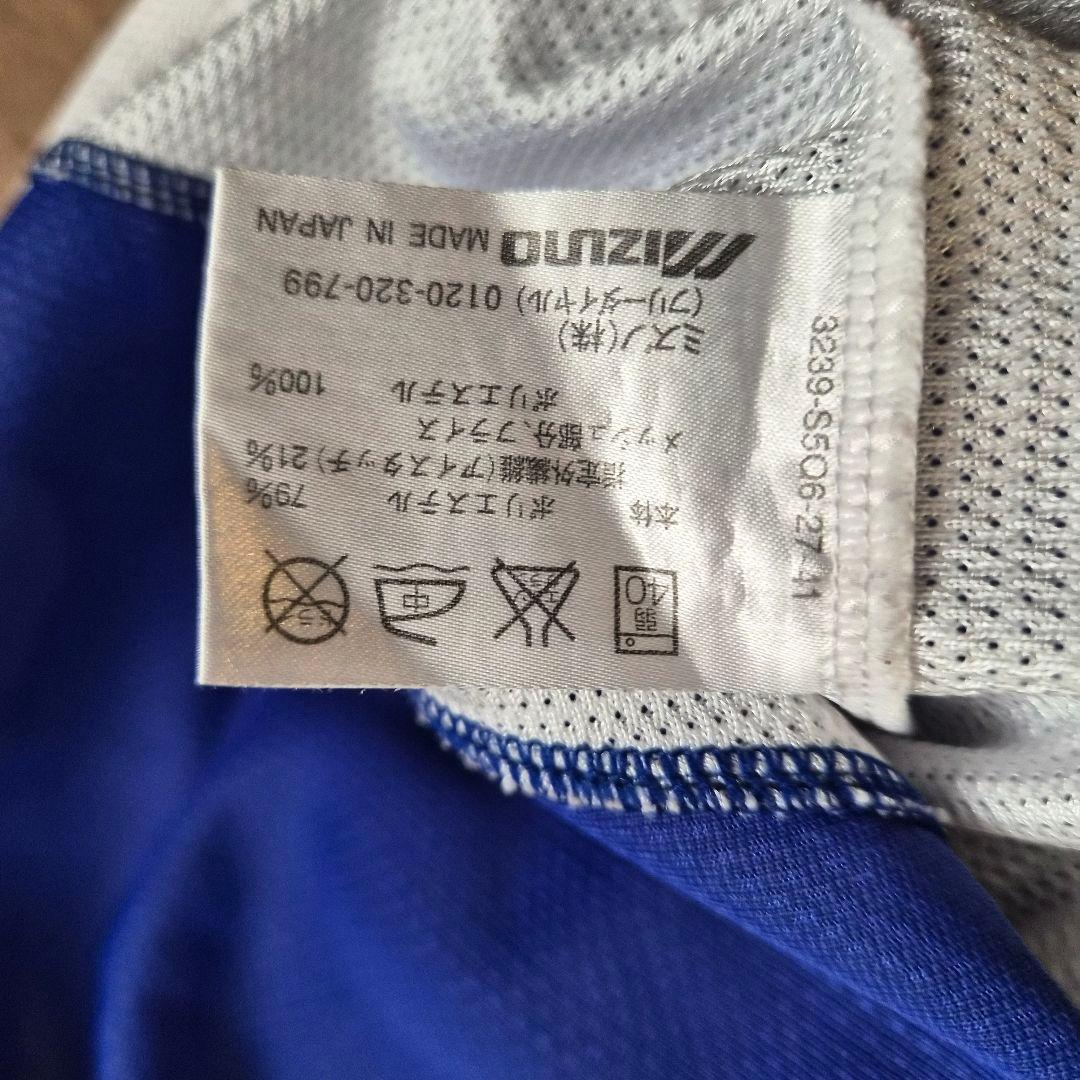 40
弱
中
本体 ポリエステル 79%
指定外繊維(アイスタッチ) 21%
メッシュ部分、フライス
ポリエステル 100%
ミズノ(株)
(フリーダイヤル) 0120-320-799
MIZUNO MADE IN JAPAN
3239-S5Q6-2741